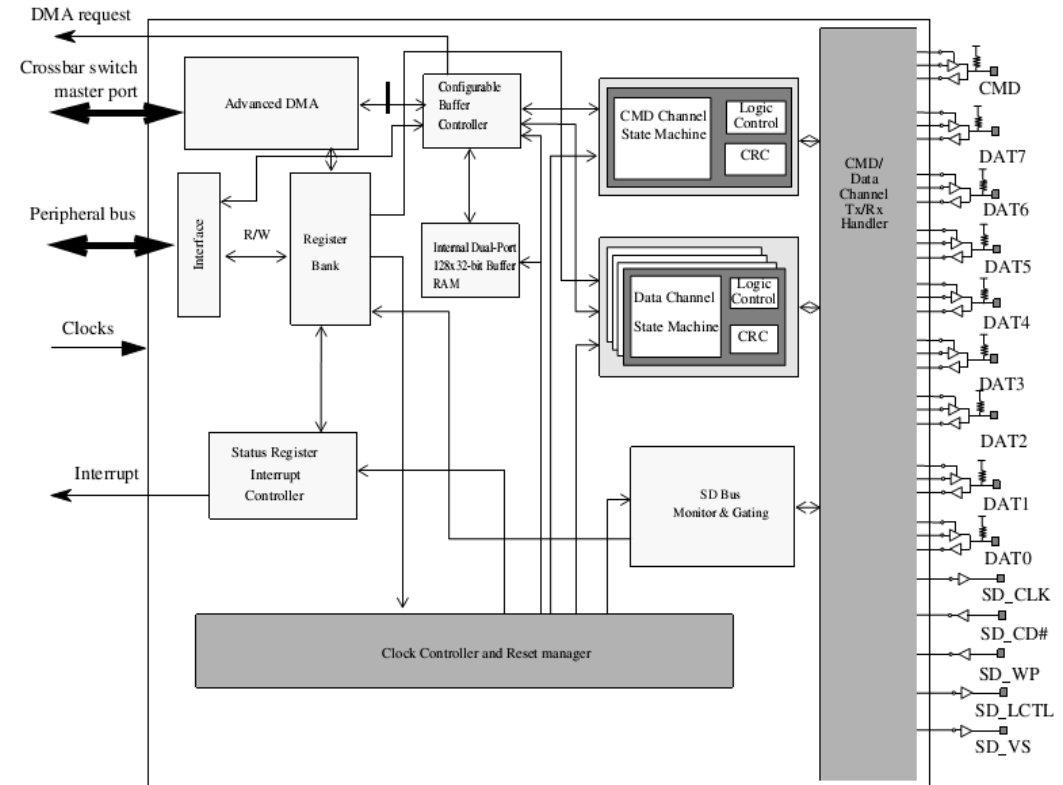 DMA request
Crossbar switch
master port
Peripheral bus
Clocks
Interrupt
Advanced DMA
Configurable
Buffer
Controller
Interface
R/W
Register
Bank
Internal Dual-Port
128x32-bit Buffer
RAM
Status Register
Interrupt
Controller
CMD Channel
State Machine
Logic
Control
CRC
Data Channel
State Machine
Logic
Control
CRC
SD Bus
Monitor & Gating
Clock Controller and Reset manager
CMD/
Data
Channel
Tx/Rx
Handler
CMD
DAT7
DAT6
DAT5
DAT4
DAT3
DAT2
DAT1
DAT0
SD_CLK
SD_CD#
SD_WP
SD_LCTL
SD_VS